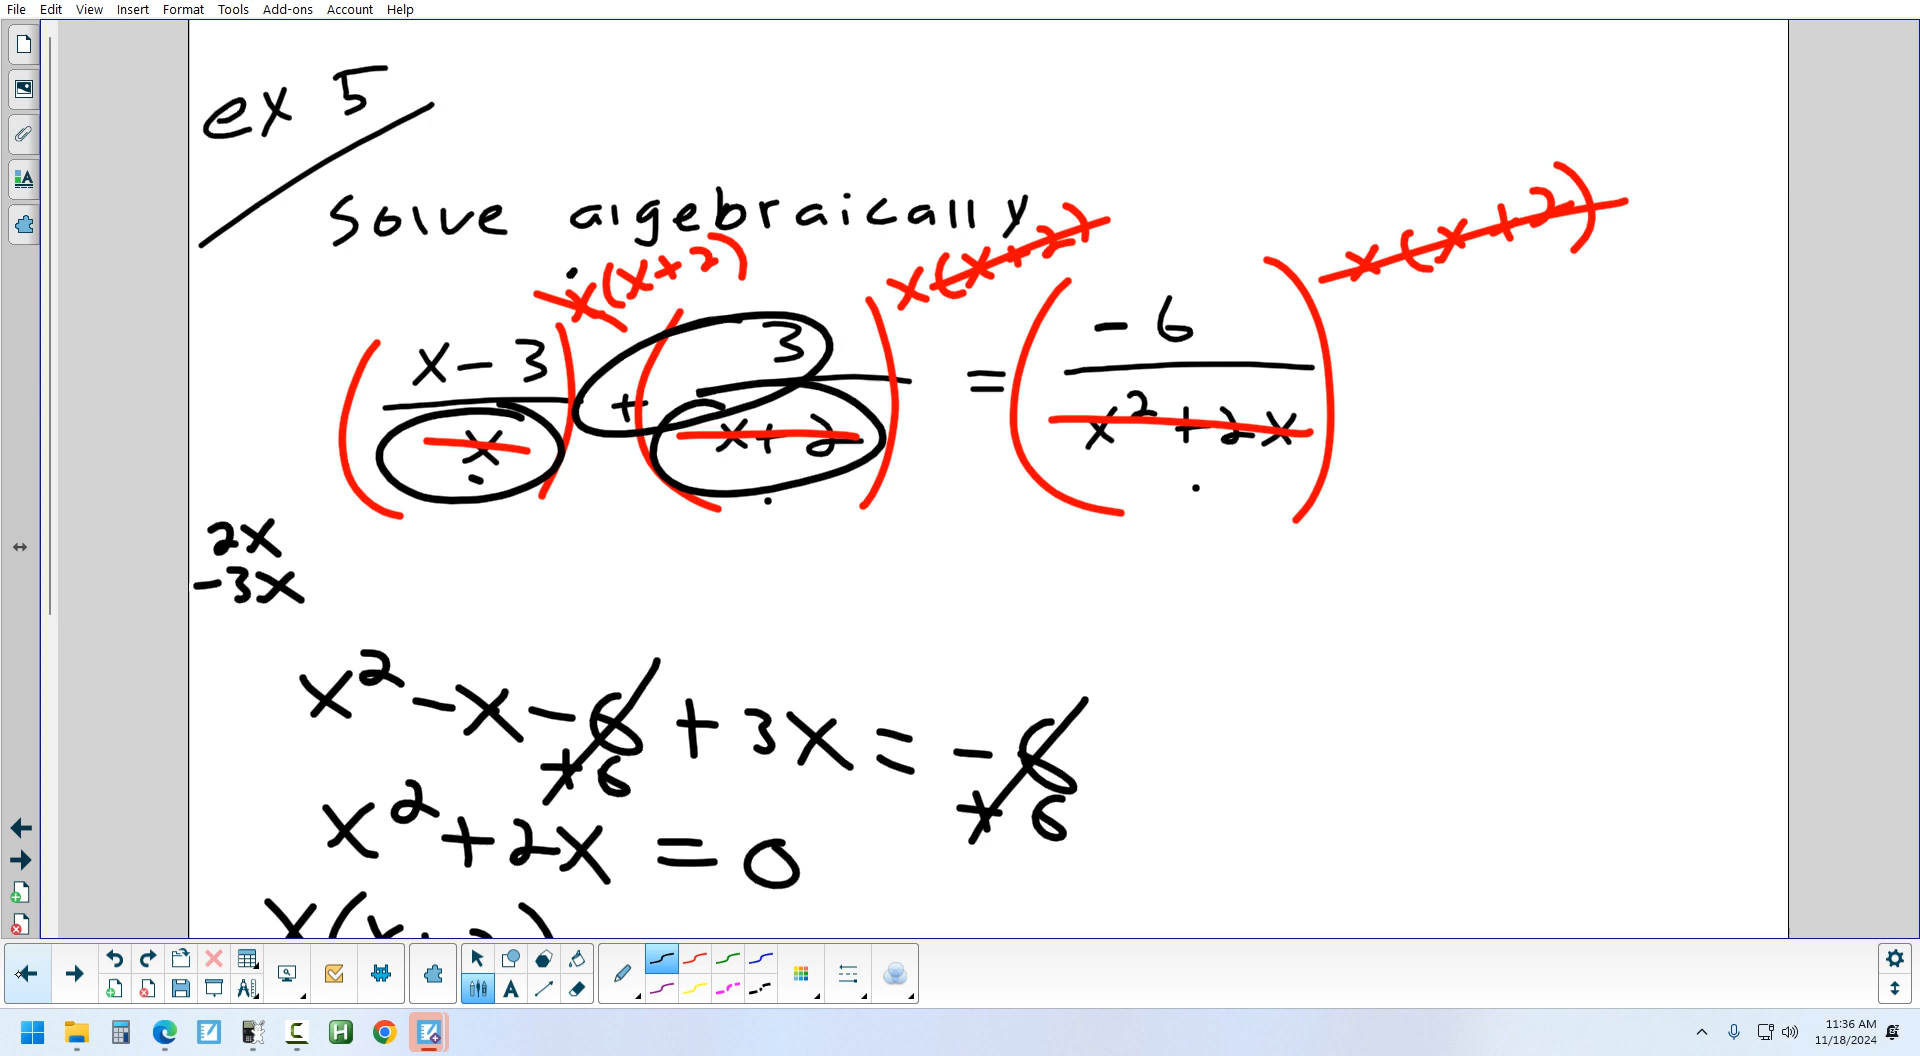 File Edit View Insert Format Tools Add-ons Account Help
ex 5
Solve algebraically
x(x+2) x(x+2) x(x+2)
(x-3 / x) + (3 / x+2) = (-6 / x²+2x)
2x
-3x
x² - x - 6 + 3x = -6
+6 +6
x² + 2x = 0
A
11:36 AM
11/18/2024